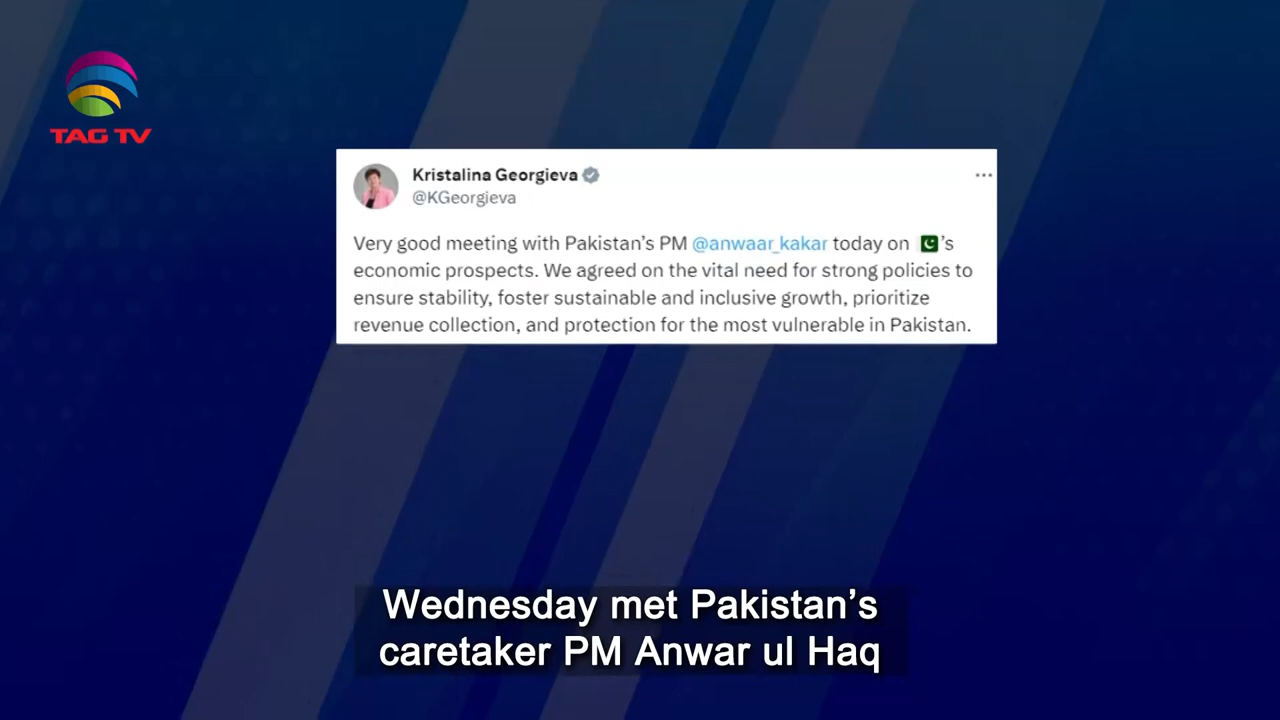 TAG TV
Kristalina Georgieva
@KGeorgieva
Very good meeting with Pakistan’s PM @anwaar_kakar today on 🇵🇰’s
economic prospects. We agreed on the vital need for strong policies to
ensure stability, foster sustainable and inclusive growth, prioritize
revenue collection, and protection for the most vulnerable in Pakistan.
Wednesday met Pakistan’s
caretaker PM Anwar ul Haq